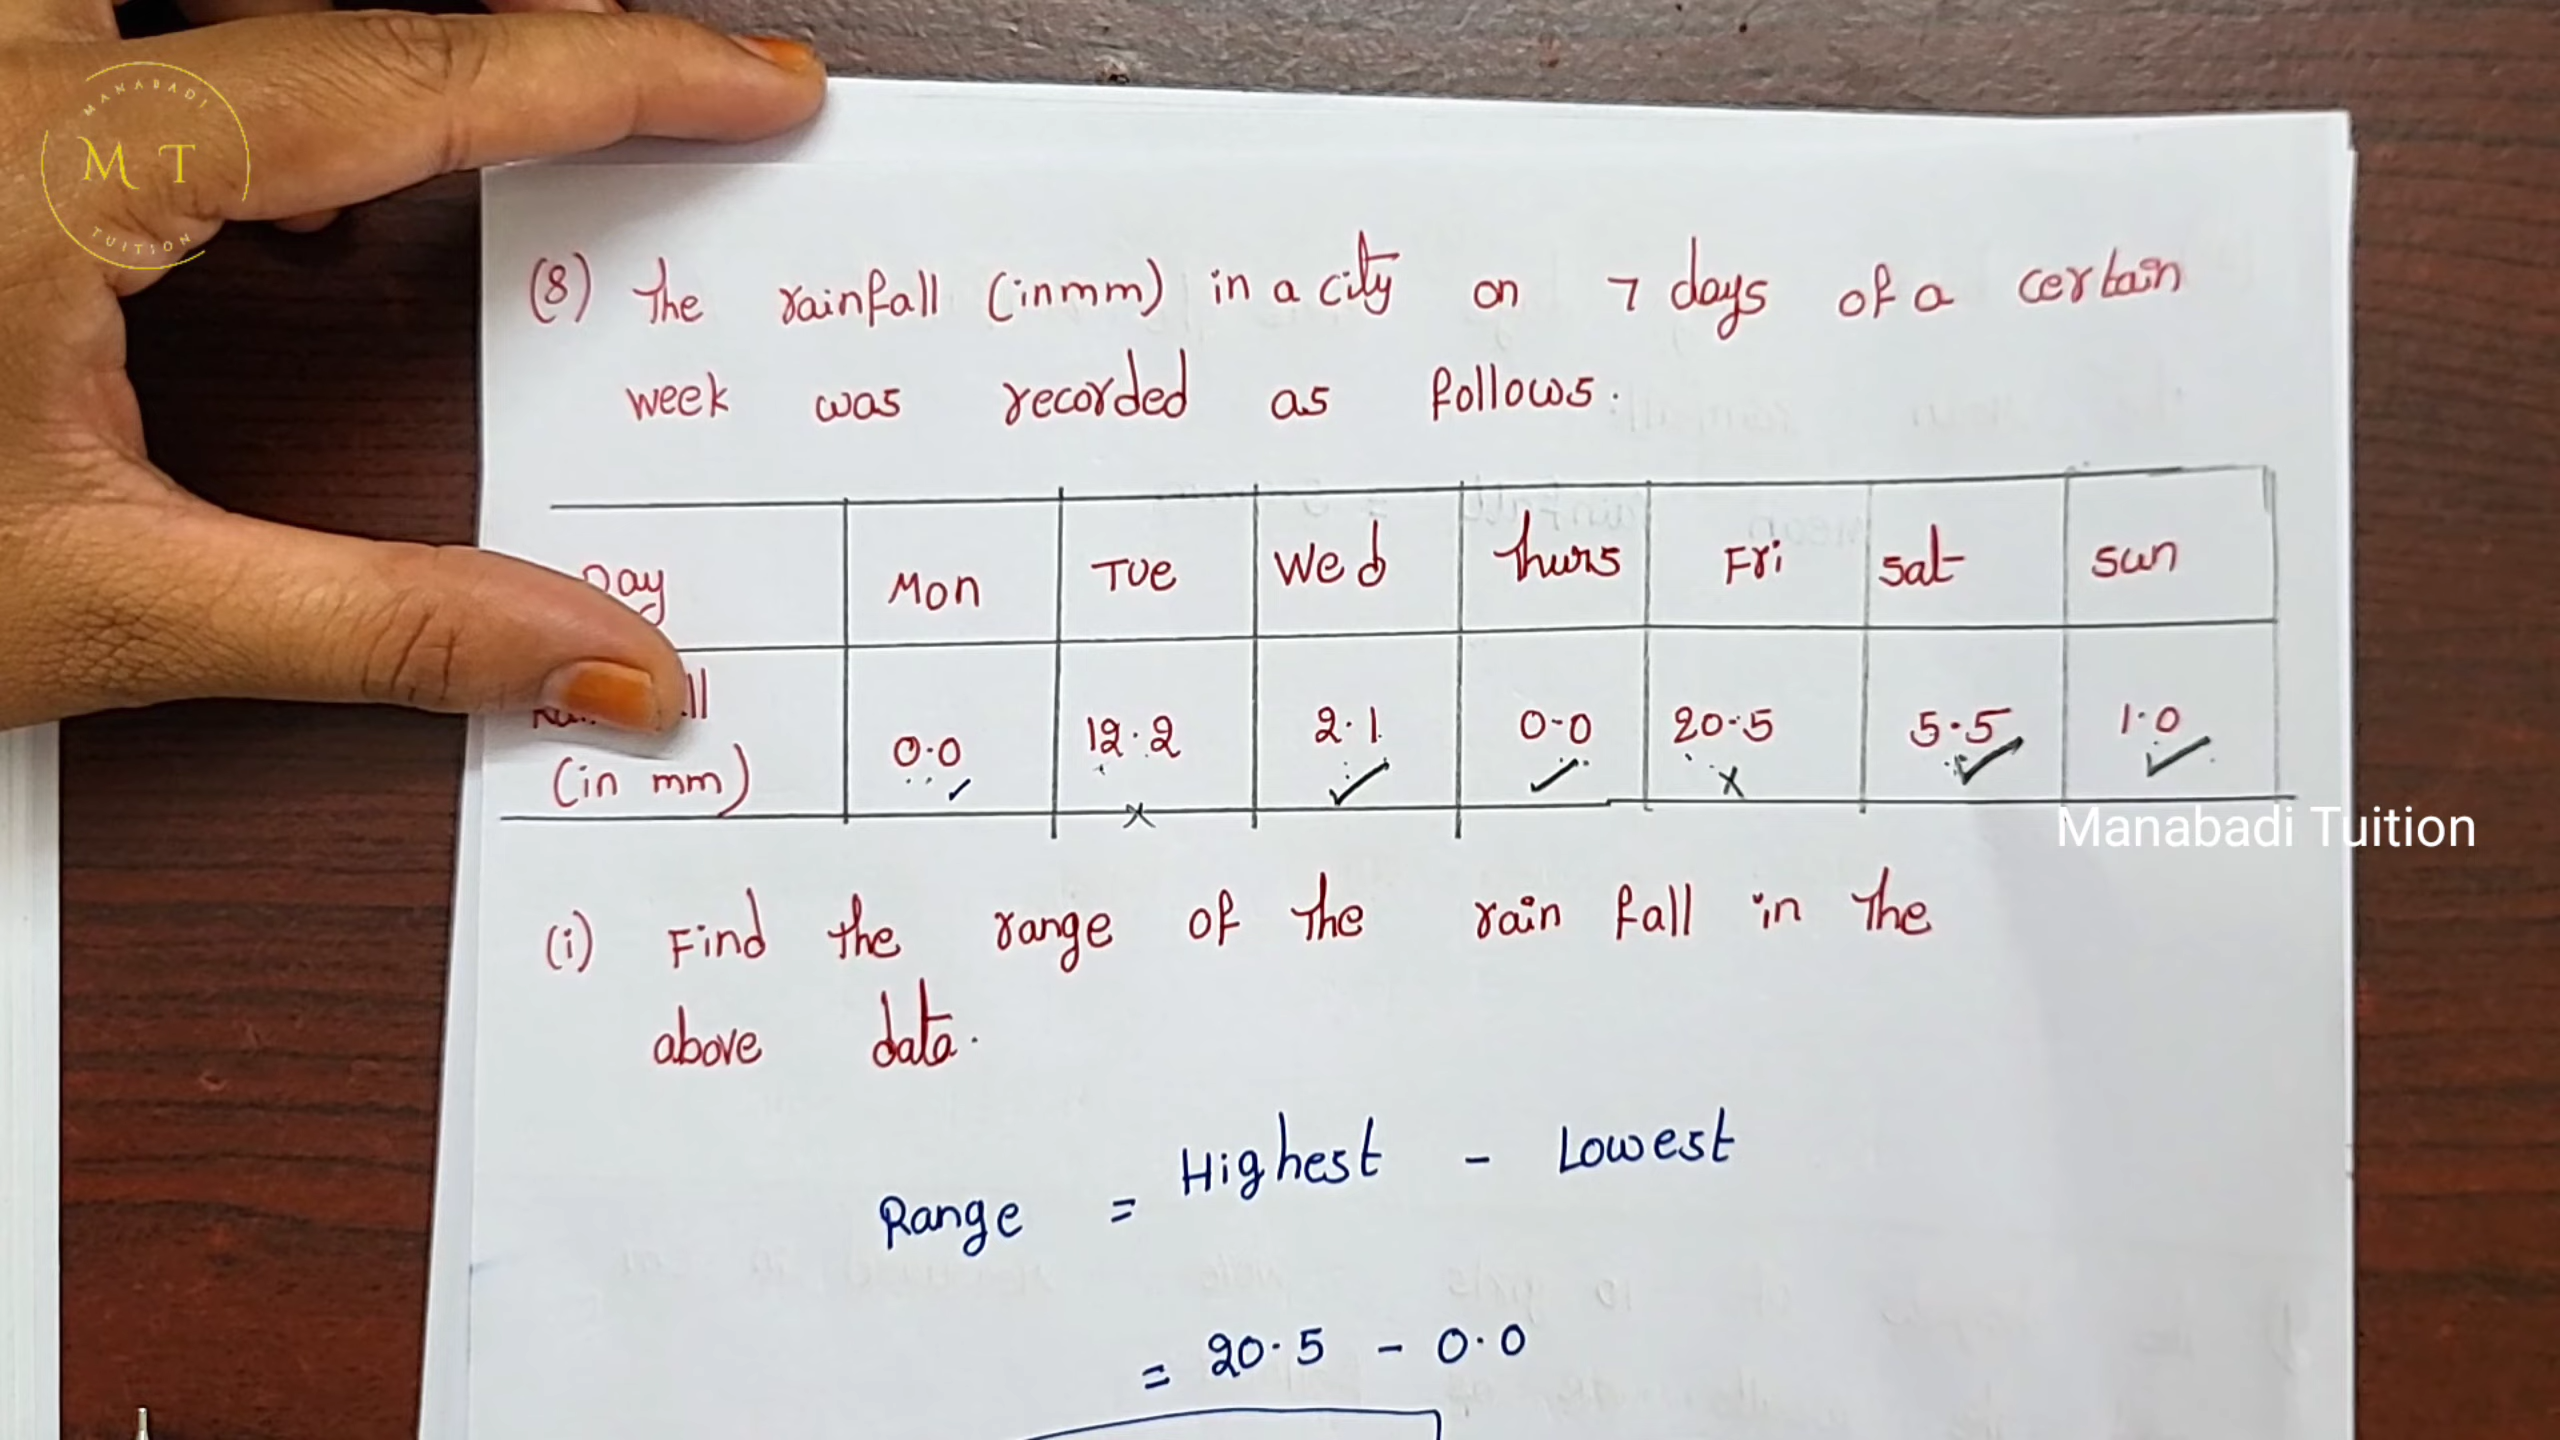 MANABADI
M T
TUITION
(8) The rainfall (in mm) in a city on 7 days of a certain
week was recorded as follows.
Day Mon Tue Wed Thurs Fri Sat Sun
(in mm) 0.0 12.2 2.1 0.0 20.5 5.5 1.0
Manabadi Tuition
(i) Find the range of the rain fall in the
above data.
Range = Highest - Lowest
= 20.5 - 0.0